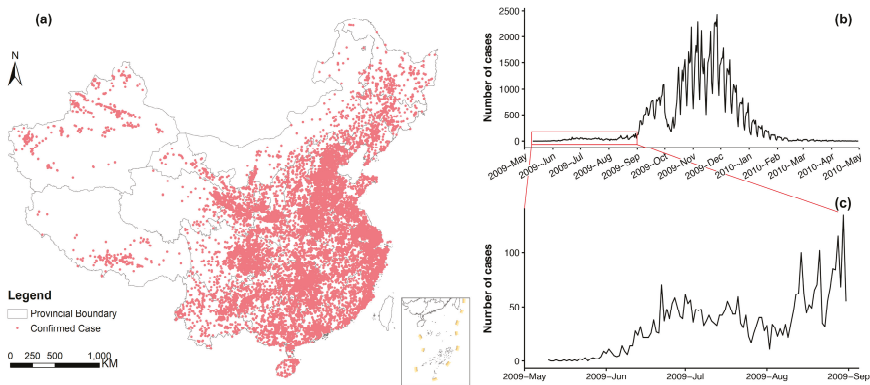 (a)
N
Legend
Provincial Boundary
Confirmed Case
0 250 500 1,000
KM
(b)
Number of cases
2500
2000
1500
1000
500
0
2009–May
2009–Jun
2009–Jul
2009–Aug
2009–Sep
2009–Oct
2009–Nov
2009–Dec
2010–Jan
2010–Feb
2010–Mar
2010–Apr
2010–May
(c)
Number of cases
100
50
0
2009–May
2009–Jun
2009–Jul
2009–Aug
2009–Sep